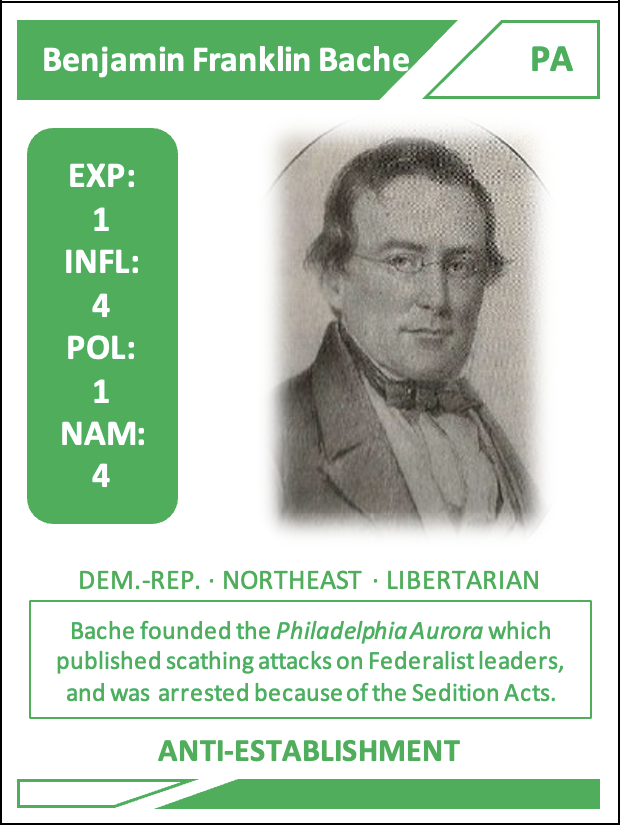 Benjamin Franklin Bache
PA
EXP:
1
INFL:
4
POL:
1
NAM:
4
DEM.-REP. · NORTHEAST · LIBERTARIAN
Bache founded the Philadelphia Aurora which
published scathing attacks on Federalist leaders,
and was arrested because of the Sedition Acts.
ANTI-ESTABLISHMENT